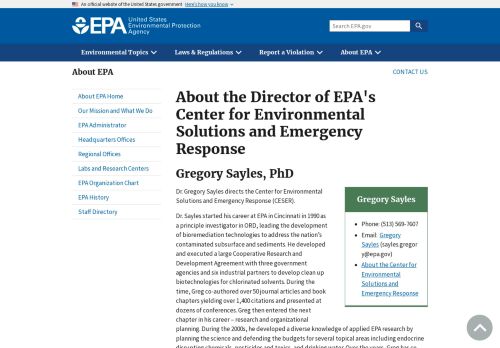 An official website of the United States government Here's how you know
EPA United States
Environmental Protection
Agency
Search EPA.gov
Environmental Topics
Laws & Regulations
Report a Violation
About EPA
About EPA
CONTACT US
About EPA Home
Our Mission and What We Do
EPA Administrator
Headquarters Offices
Regional Offices
Labs and Research Centers
EPA Organization Chart
EPA History
Staff Directory
About the Director of EPA's
Center for Environmental
Solutions and Emergency
Response
Gregory Sayles, PhD
Dr. Gregory Sayles directs the Center for Environmental
Solutions and Emergency Response (CESER).
Dr. Sayles started his career at EPA in Cincinnati in 1990 as
a principle investigator in ORD, leading the development
of bioremediation technologies to address the nation's
contaminated subsurface and sediments. He developed
and executed a large Cooperative Research and
Development Agreement with three government
agencies and six industrial partners to develop clean up
biotechnologies for chlorinated solvents. During the
time, Greg co-authored over 50 journal articles and book
chapters yielding over 1,400 citations and presented at
dozens of conferences. Greg then entered the next
chapter in his career – research and organizational
planning. During the 2000s, he developed a diverse knowledge of applied EPA research by
planning the science and defending the budgets for several topical areas including endocrine
Gregory Sayles
Phone: (513) 569-7607
Email: Gregory
Sayles (sayles.gregor
y@epa.gov)
About the Center for
Environmental
Solutions and
Emergency Response